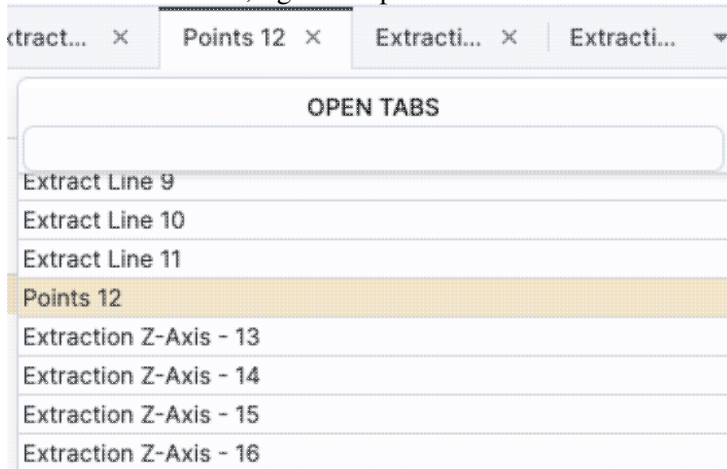 xtract... × Points 12 × Extracti... × Extracti...
OPEN TABS
Extract Line 9
Extract Line 10
Extract Line 11
Points 12
Extraction Z-Axis - 13
Extraction Z-Axis - 14
Extraction Z-Axis - 15
Extraction Z-Axis - 16